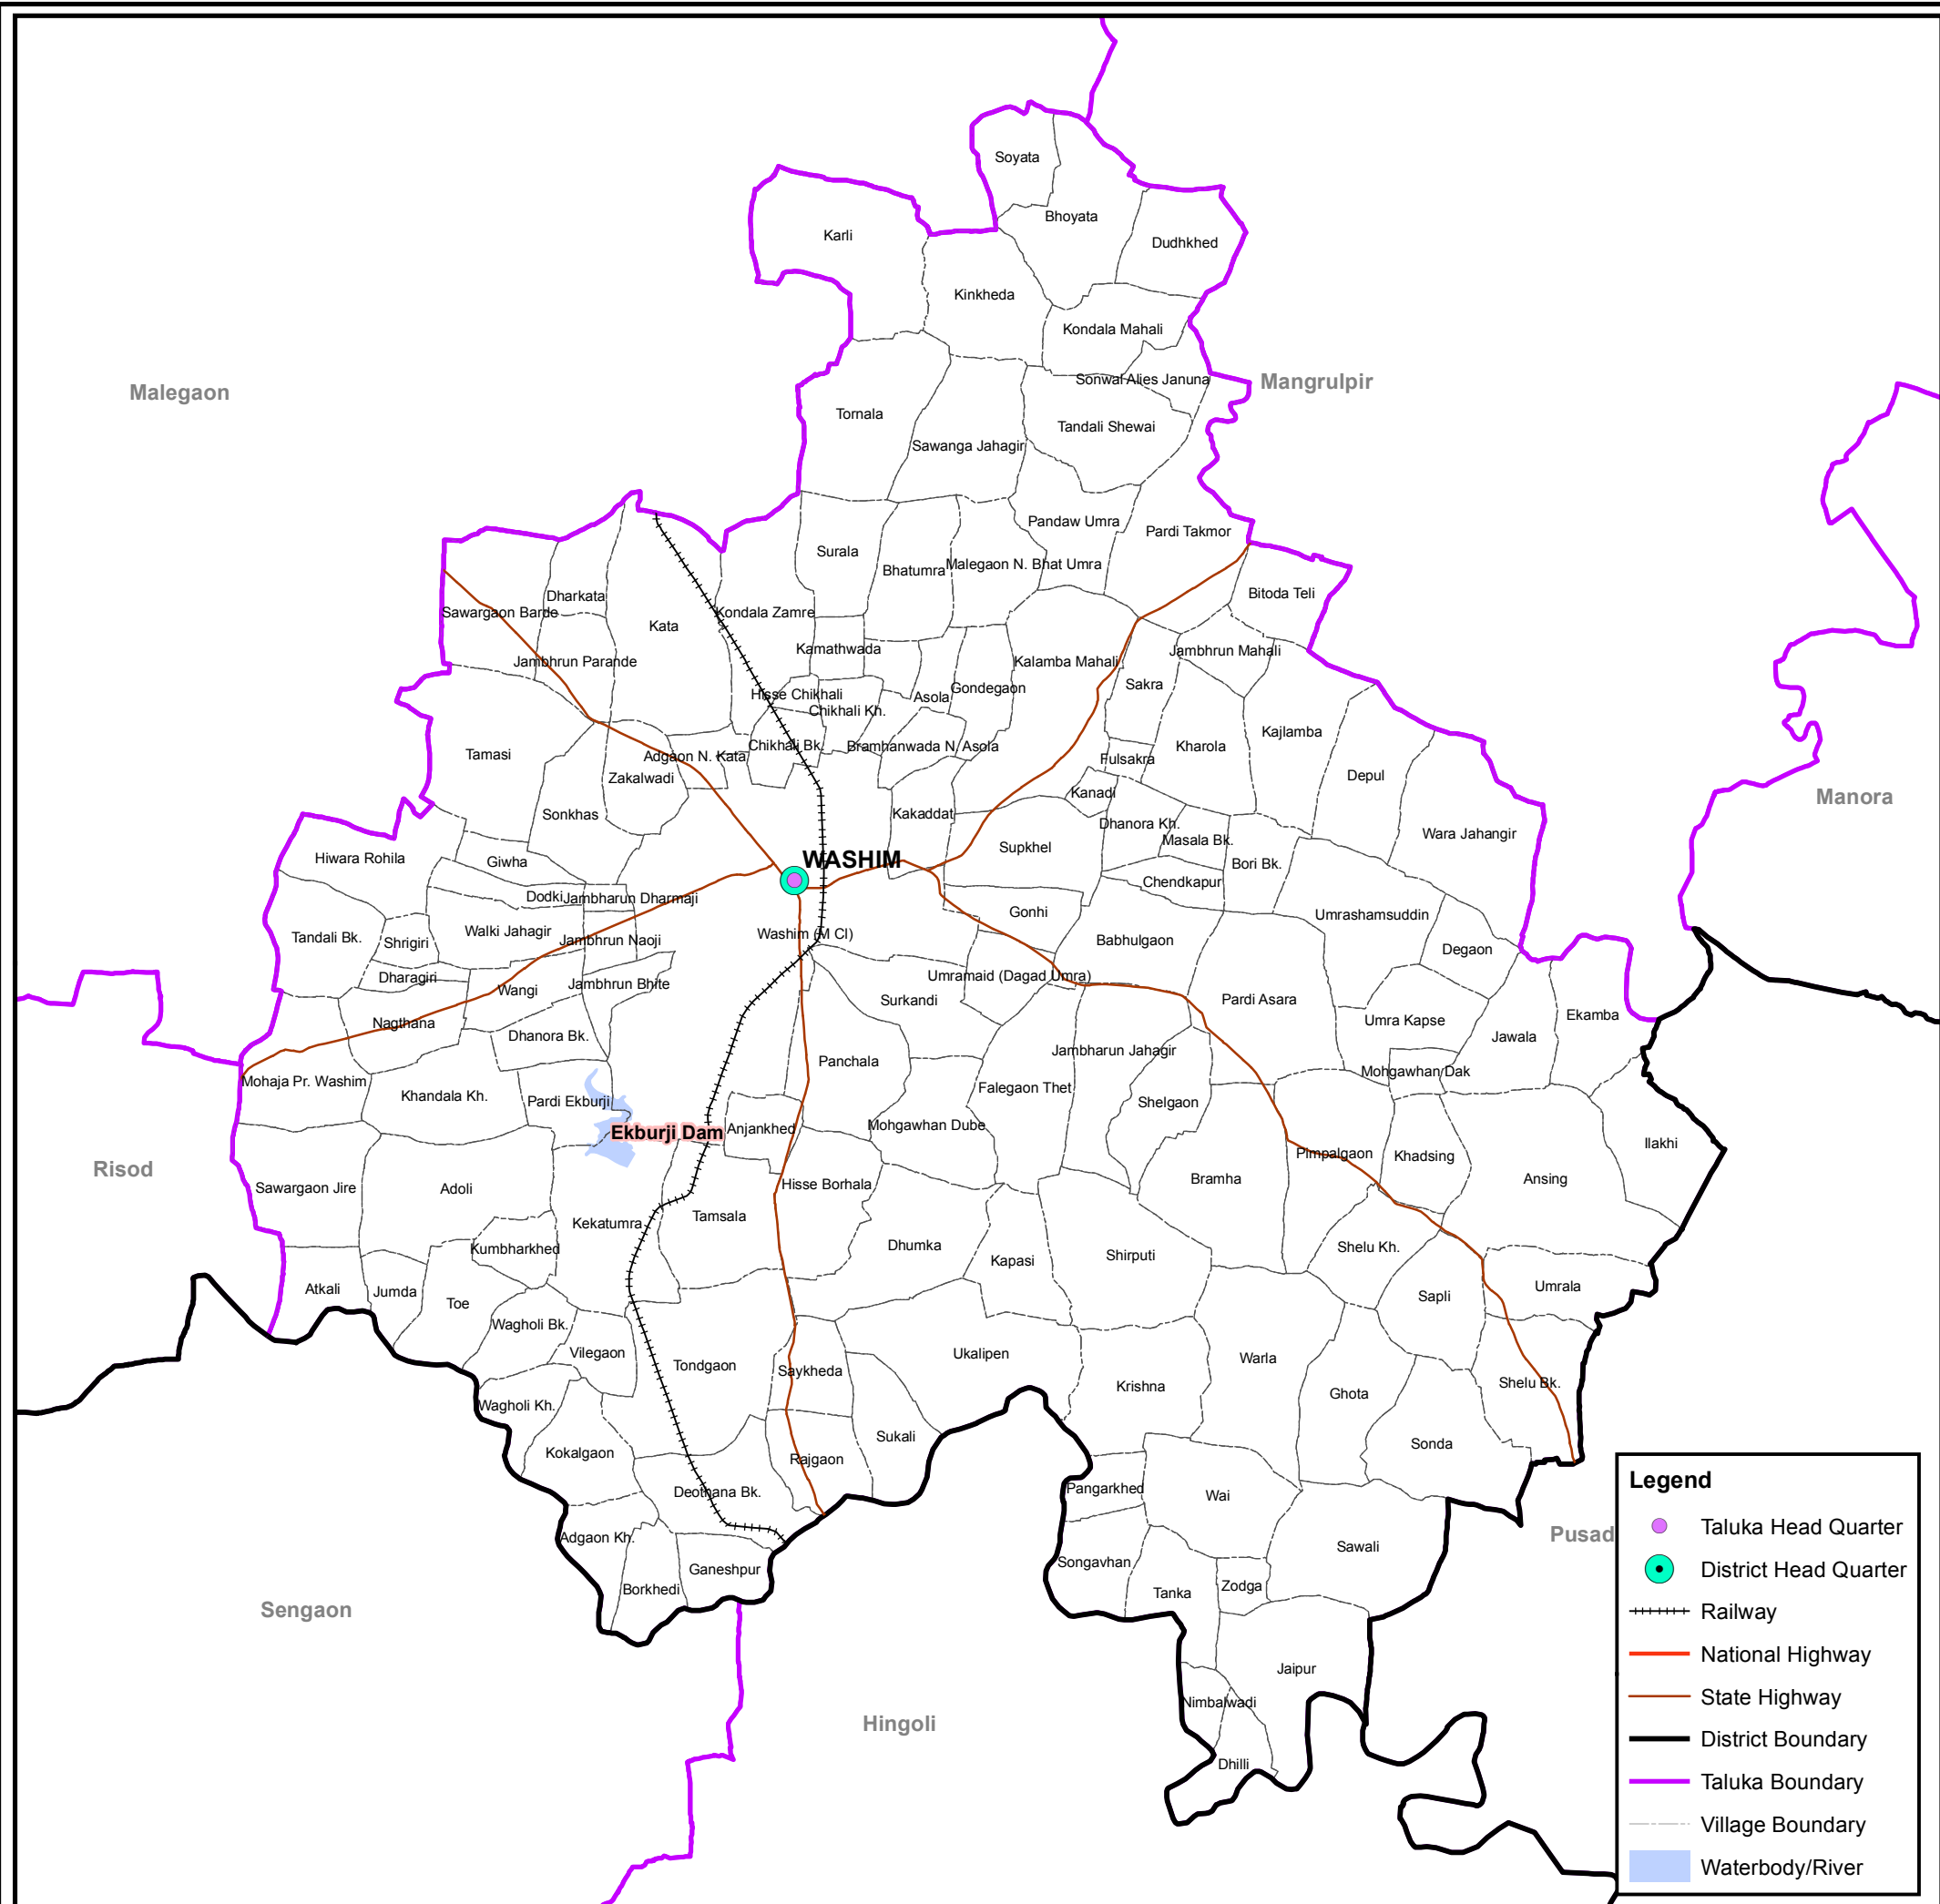 Soyata
Bhoyata
Karli
Dudhkhed
Kinkheda
Kondala Mahali
Sonwal Alies Januna
Mangrulpir
Malegaon
Tornala
Tandali Shewai
Sawanga Jahagir
Pandaw Umra
Pardi Takmor
Surala
Bhatumra
Malegaon N. Bhat Umra
Bitoda Teli
Dharkata
Sawargaon Barde
Kata
Kondala Zamre
Kamathwada
Jambhrun Mahali
Jambhrun Parande
Kalamba Mahali
Sakra
Hisse Chikhali
Asola
Gondegaon
Chikhali Kh.
Kajlamba
Tamasi
Adgaon N. Kata
Chikhali Bk.
Bramhanwada N. Asola
Kharola
Fulsakra
Zakalwadi
Depul
Kanadi
Manora
Sonkhas
Kakaddat
Dhanora Kh.
Masala Bk.
Wara Jahangir
Hiwara Rohila
Giwha
WASHIM
Supkhel
Bori Bk.
Chendkapur
Dodki
Jambharun Dharmaji
Gonhi
Umrashamsuddin
Tandali Bk.
Shrigiri
Walki Jahagir
Jambhrun Naoji
Washim (M Cl)
Babhulgaon
Degaon
Dharagiri
Wangi
Jambhrun Bhite
Umramaid (Dagad Umra)
Surkandi
Pardi Asara
Nagthana
Dhanora Bk.
Umra Kapse
Ekamba
Jawala
Jambharun Jahagir
Panchala
Mohaja Pr. Washim
Khandala Kh.
Pardi Ekburji
Falegaon Thet
Mohgawhan Dak
Shelgaon
Ekburji Dam
Anjankhed
Mohgawhan Dube
Ilakhi
Risod
Pimpalgaon
Khadsing
Sawargaon Jire
Adoli
Hisse Borhala
Bramha
Ansing
Kekatumra
Tamsala
Kumbharkhed
Dhumka
Kapasi
Shirputi
Shelu Kh.
Atkali
Jumda
Toe
Sapli
Umrala
Wagholi Bk.
Vilegaon
Tondgaon
Saykheda
Ukalipen
Warla
Krishna
Ghota
Shelu Bk.
Wagholi Kh.
Sukali
Kokalgaon
Rajgaon
Sonda
Deothana Bk.
Pangarkhed
Wai
Adgaon Kh.
Pusad
Sawali
Songavhan
Ganeshpur
Borkhedi
Tanka
Zodga
Sengaon
Jaipur
Nimbalwadi
Hingoli
Dhilli
Legend
Taluka Head Quarter
District Head Quarter
Railway
National Highway
State Highway
District Boundary
Taluka Boundary
Village Boundary
Waterbody/River